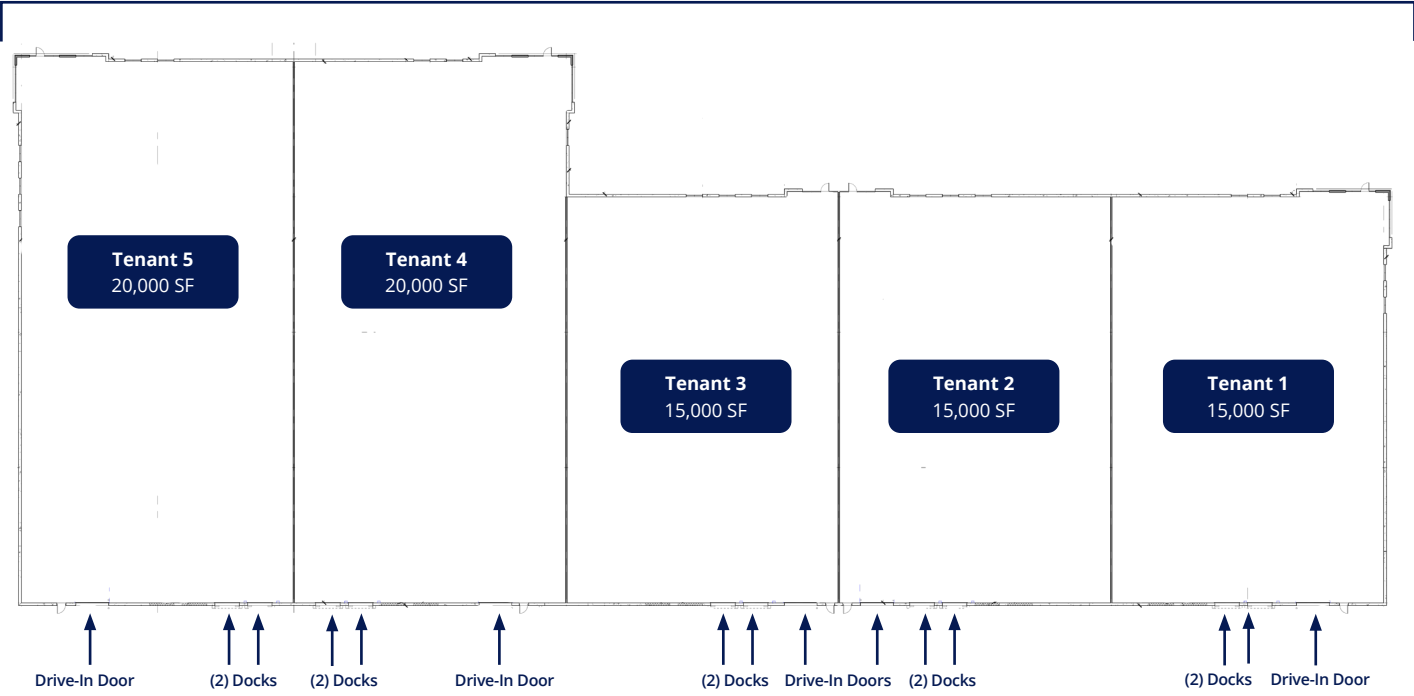 Tenant 5
20,000 SF
Tenant 4
20,000 SF
Tenant 3
15,000 SF
Tenant 2
15,000 SF
Tenant 1
15,000 SF
Drive-In Door
(2) Docks
(2) Docks
Drive-In Door
(2) Docks
Drive-In Doors
(2) Docks
(2) Docks
Drive-In Door